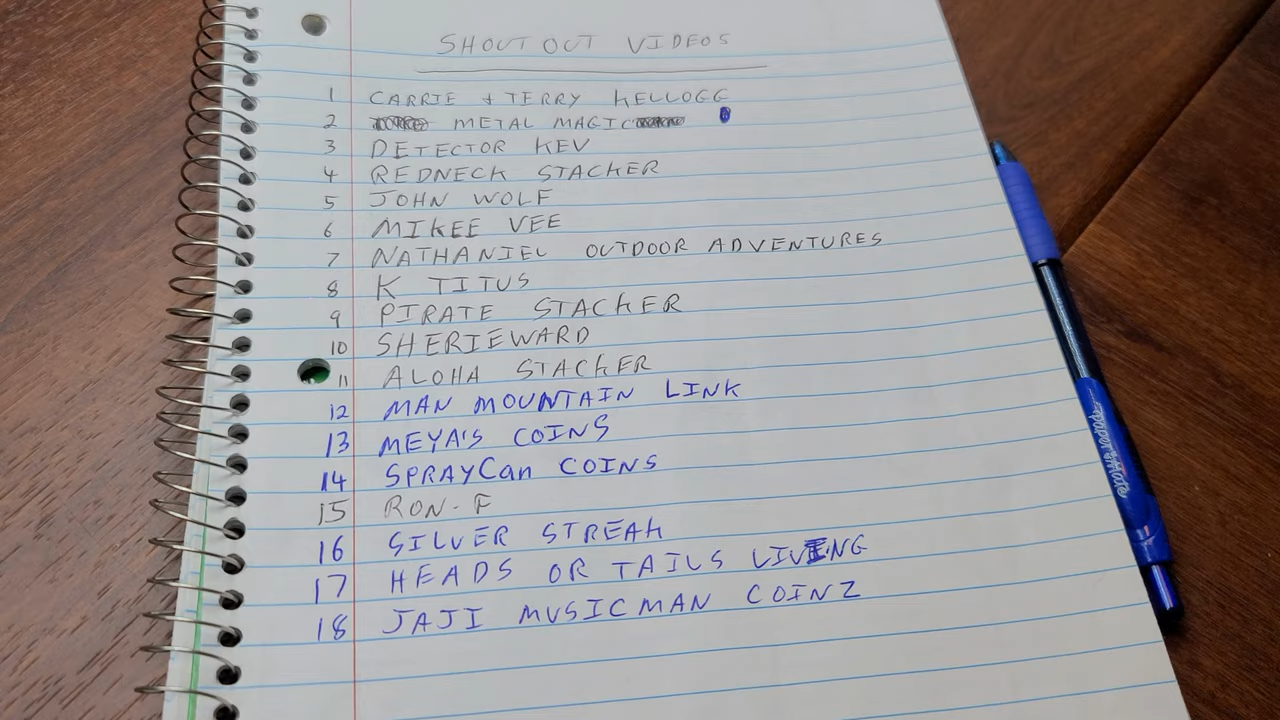 SHOUT OUT VIDEOS
1 CARRIE + TERRY KELLOGG
2 METAL MAGIC
3 DETECTOR KEV
4 REDNECK STACKER
5 JOHN WOLF
6 MIKEE VEE
7 NATHANIEL OUTDOOR ADVENTURES
8 K TITUS
9 PIRATE STACKER
10 SHERIEWARD
11 ALOHA STACKER
12 MAN MOUNTAIN LINK
13 MEYA'S COINS
14 SPRAYCan COINS
15 RON-F
16 SILVER STREAK
17 HEADS OR TAILS LIVING
18 JAJI MUSICMAN COINZ
paper:mate